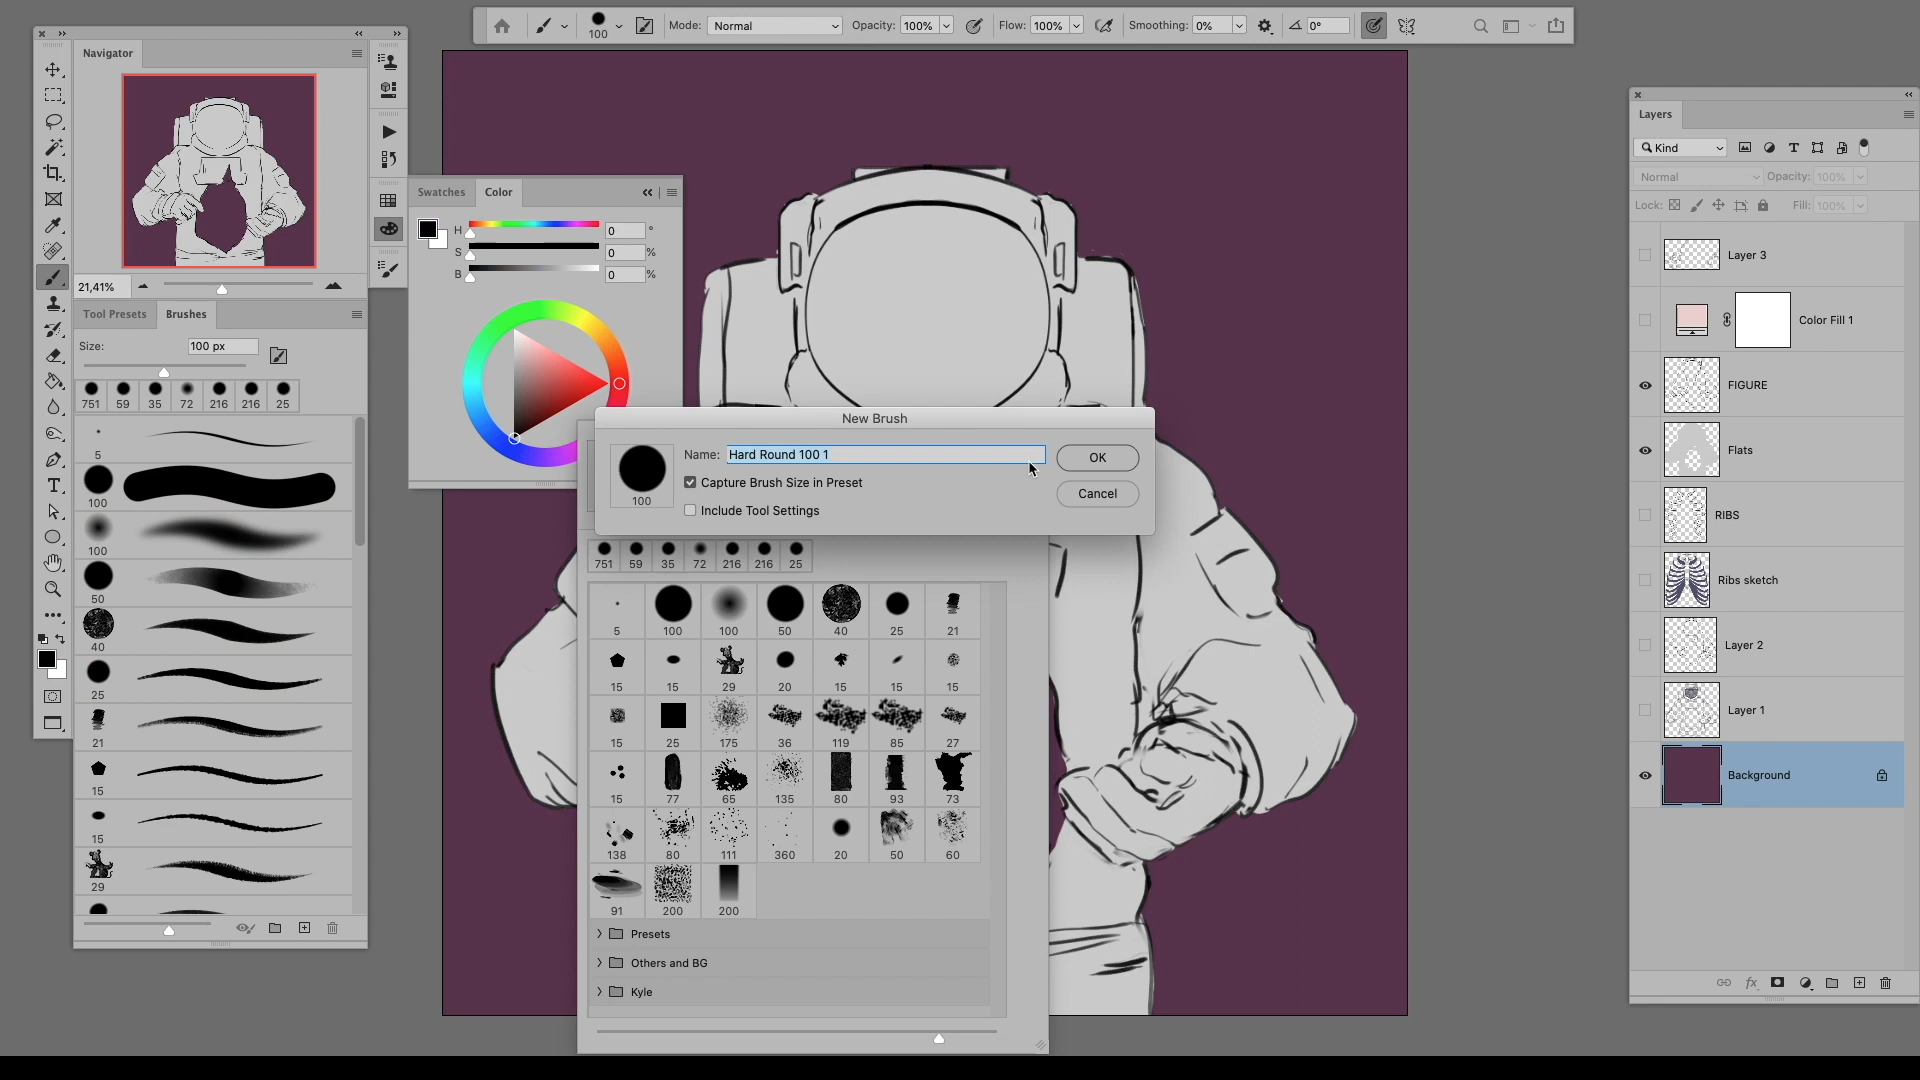 100
Mode: Normal
Opacity: 100%
Flow: 100%
Smoothing: 0%
0°
Navigator
21,41%
Tool Presets
Brushes
Size: 100 px
751 59 35 72 216 216 25
5
100
100
50
40
25
21
15
15
29
Swatches
Color
H 0 °
S 0 %
B 0 %
New Brush
100
Name: Hard Round 100 1
Capture Brush Size in Preset
Include Tool Settings
OK
Cancel
751 59 35 72 216 216 25
5 100 100 50 40 25 21
15 15 29 20 15 15 15
15 25 175 36 119 85 27
15 77 65 135 80 93 73
138 80 111 360 20 50 60
91 200 200
Presets
Others and BG
Kyle
Layers
Kind
Normal
Opacity: 100%
Lock:
Fill: 100%
Layer 3
Color Fill 1
FIGURE
Flats
RIBS
Ribs sketch
Layer 2
Layer 1
Background
fx